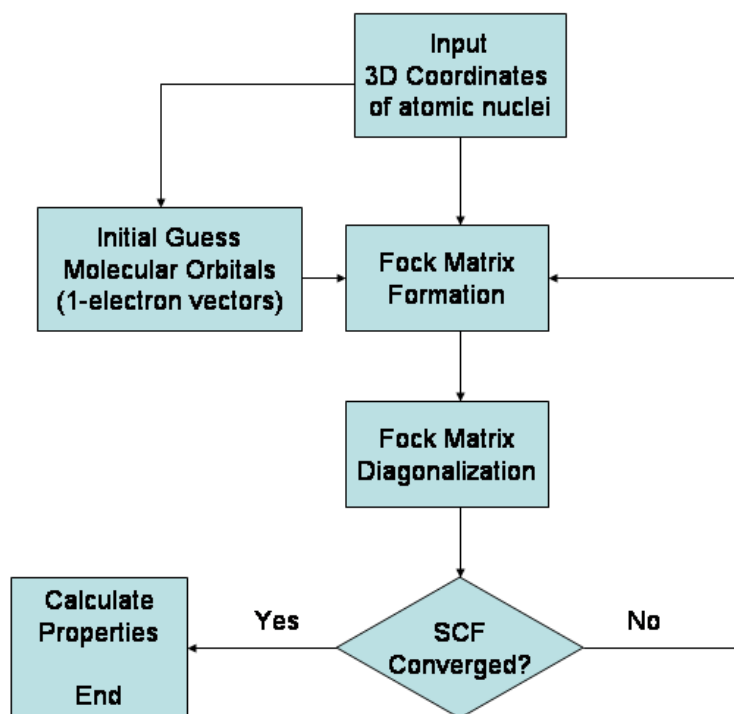 Input
3D Coordinates
of atomic nuclei
Initial Guess
Molecular Orbitals
(1-electron vectors)
Fock Matrix
Formation
Fock Matrix
Diagonalization
Calculate
Properties
End
Yes
SCF
Converged?
No